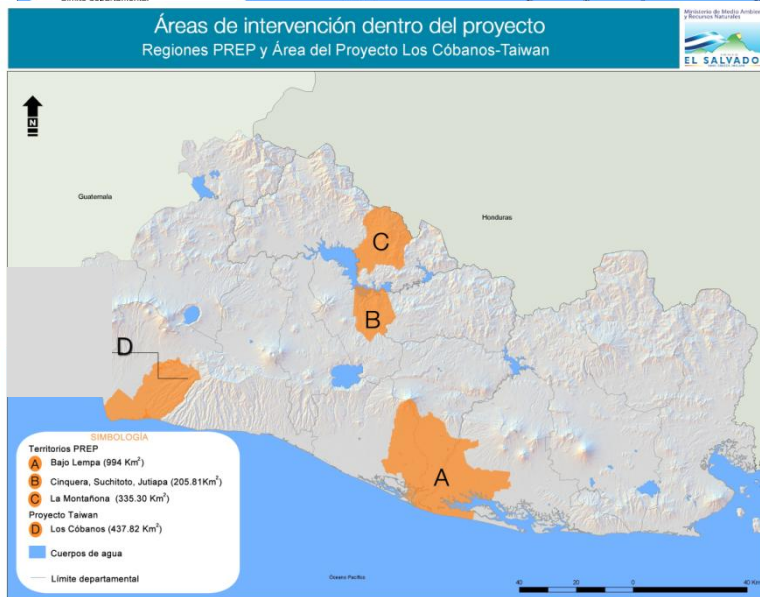 Áreas de intervención dentro del proyecto
Regiones PREP y Área del Proyecto Los Cóbanos-Taiwan
Ministerio de Medio Ambien
y Recursos Naturales
EL SALVADO
N
Guatemala
Honduras
C
B
D
A
SIMBOLOGÍA
Territorios PREP
A Bajo Lempa (994 Km²)
B Cinquera, Suchitoto, Jutiapa (205.81Km²)
C La Montañona (335.30 Km²)
Proyecto Taiwan
D Los Cóbanos (437.82 Km²)
Cuerpos de agua
Límite departamental
Oceano Pacífico
40 20 0 40 Km